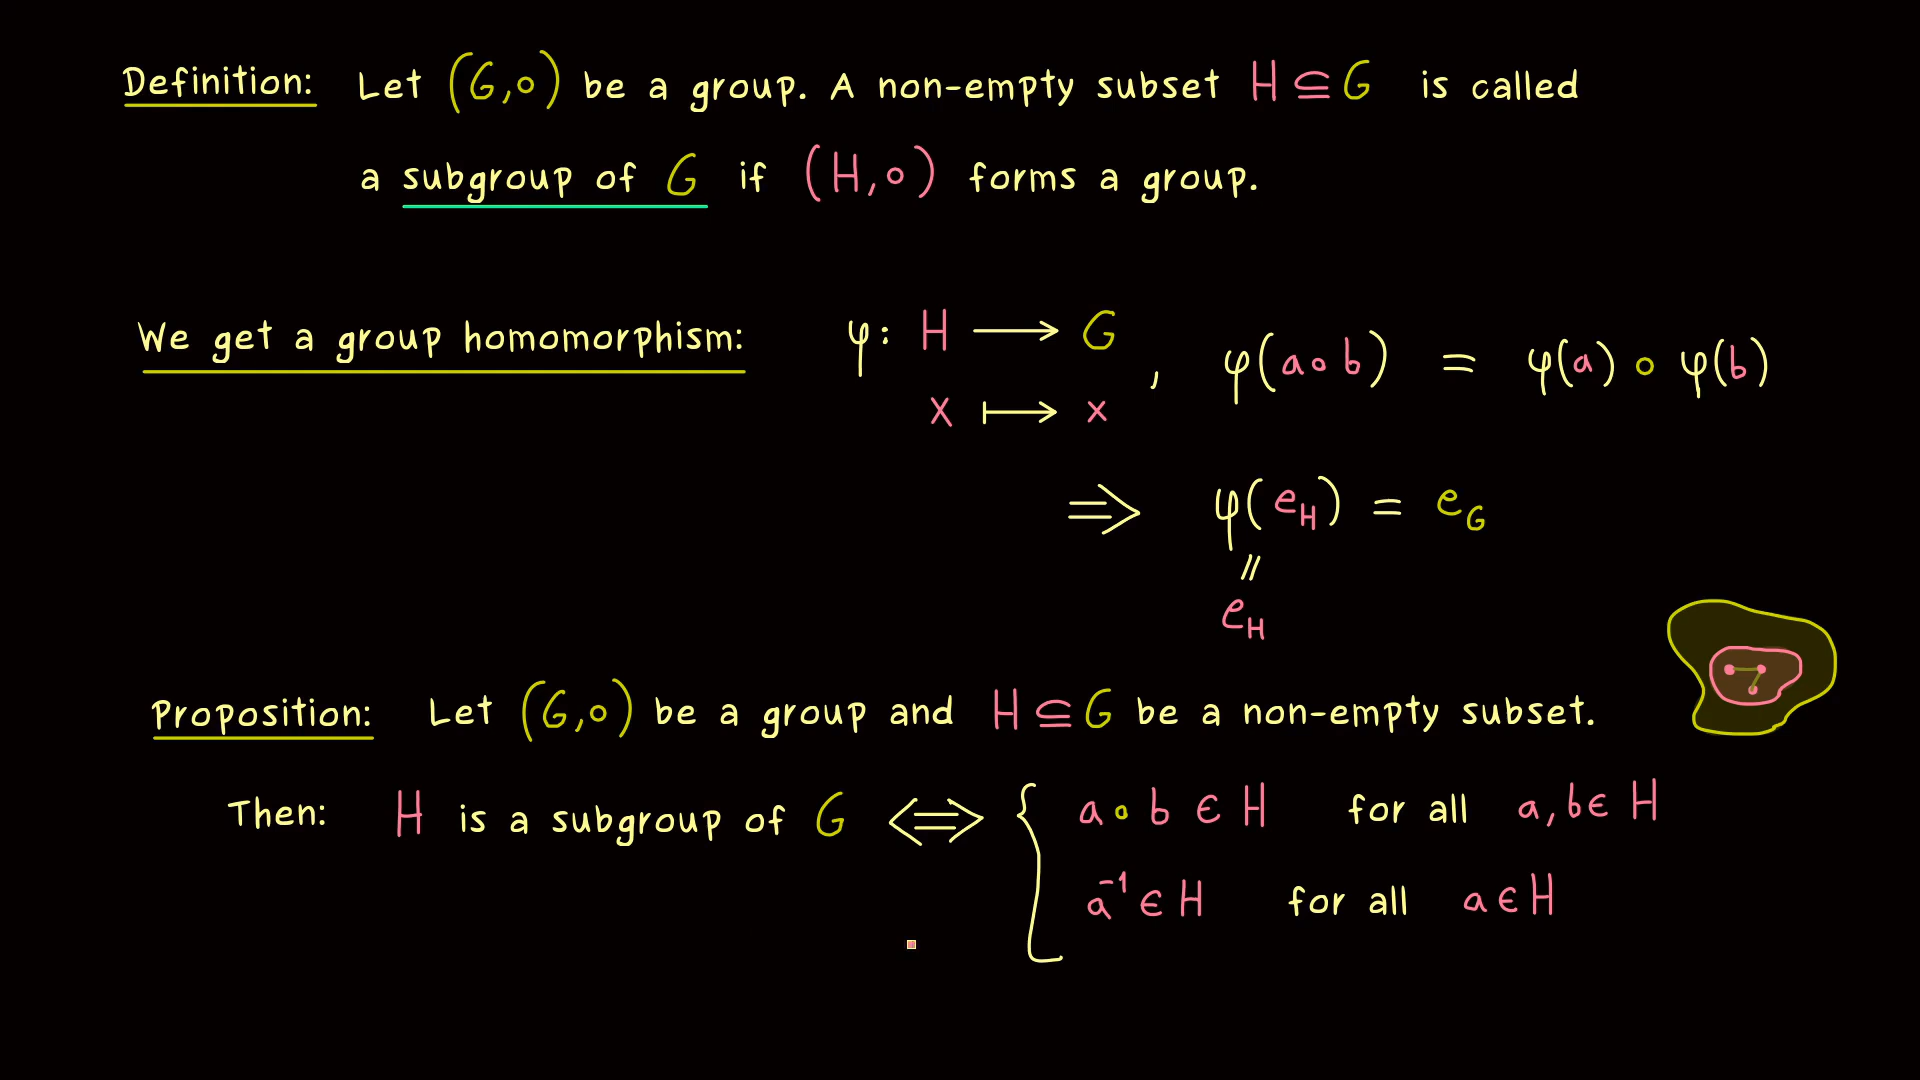 Definition: Let (G,∘) be a group. A non-empty subset H ⊆ G is called
a subgroup of G if (H,∘) forms a group.
We get a group homomorphism: φ: H ⟶ G , φ(a∘b) = φ(a) ∘ φ(b)
x ⟼ x
⟹ φ(e_H) = e_G
=
e_H
Proposition: Let (G,∘) be a group and H ⊆ G be a non-empty subset.
Then: H is a subgroup of G ⟺ { a∘b ∈ H for all a,b ∈ H
a⁻¹ ∈ H for all a ∈ H